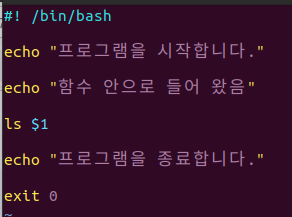 #! /bin/bash
echo "프로그램을 시작합니다."
echo "함수 안으로 들어 왔음"
ls $1
echo "프로그램을 종료합니다."
exit 0
~